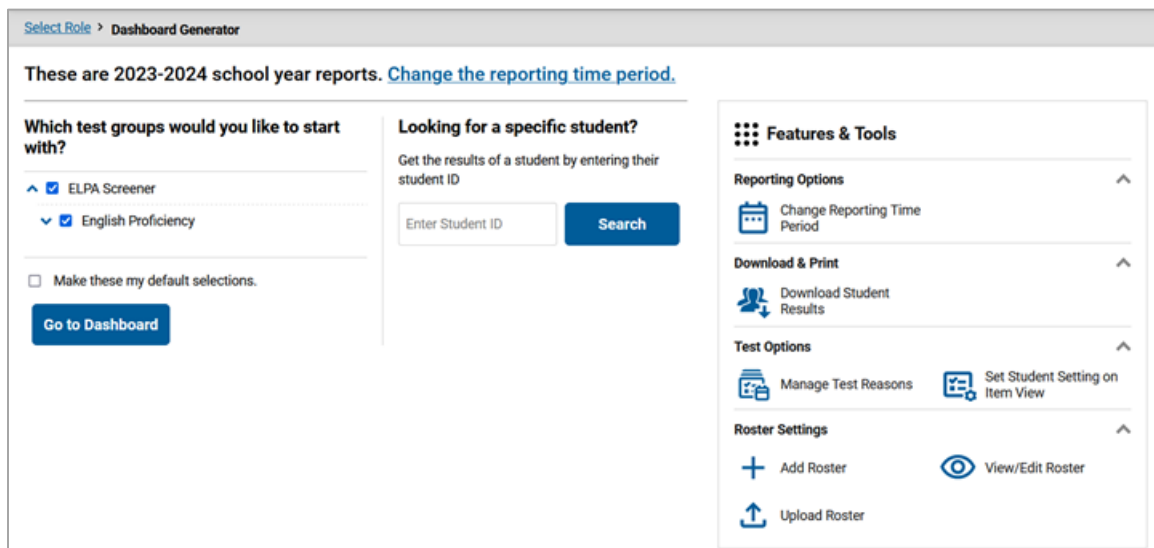 Select Role > Dashboard Generator
These are 2023-2024 school year reports. Change the reporting time period.
Which test groups would you like to start
with?
ELPA Screener
English Proficiency
Make these my default selections.
Go to Dashboard
Looking for a specific student?
Get the results of a student by entering their
student ID
Enter Student ID
Search
Features & Tools
Reporting Options
Change Reporting Time
Period
Download & Print
Download Student
Results
Test Options
Manage Test Reasons
Set Student Setting on
Item View
Roster Settings
Add Roster
View/Edit Roster
Upload Roster